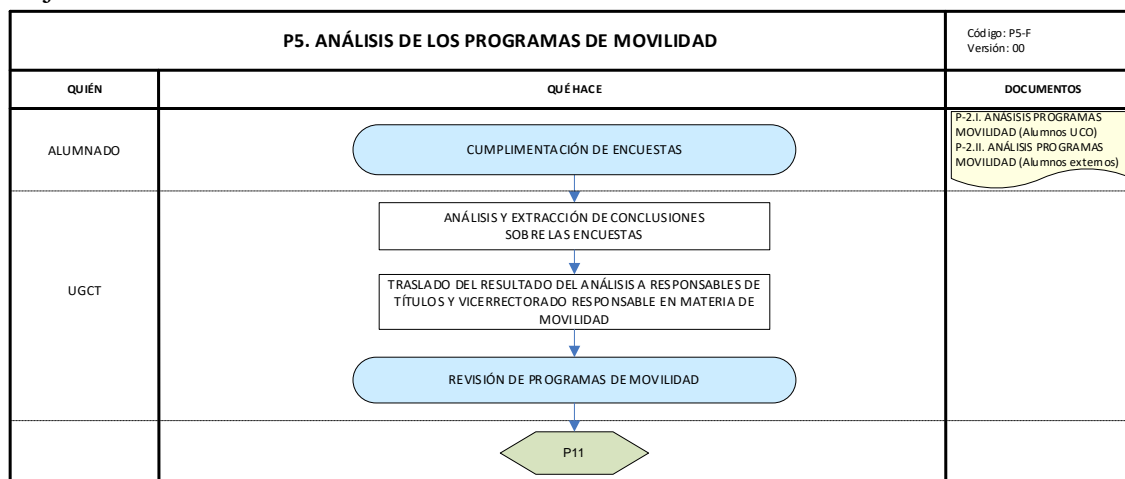 P5. ANÁLISIS DE LOS PROGRAMAS DE MOVILIDAD
Código: P5-F
Versión: 00
QUIÉN
QUÉ HACE
DOCUMENTOS
ALUMNADO
CUMPLIMENTACIÓN DE ENCUESTAS
P-2.I. ANÁSISIS PROGRAMAS
MOVILIDAD (Alumnos UCO)
P-2.II. ANÁLISIS PROGRAMAS
MOVILIDAD (Alumnos externos)
UGCT
ANÁLISIS Y EXTRACCIÓN DE CONCLUSIONES
SOBRE LAS ENCUESTAS
TRASLADO DEL RESULTADO DEL ANÁLISIS A RESPONSABLES DE
TÍTULOS Y VICERRECTORADO RESPONSABLE EN MATERIA DE
MOVILIDAD
REVISIÓN DE PROGRAMAS DE MOVILIDAD
P11